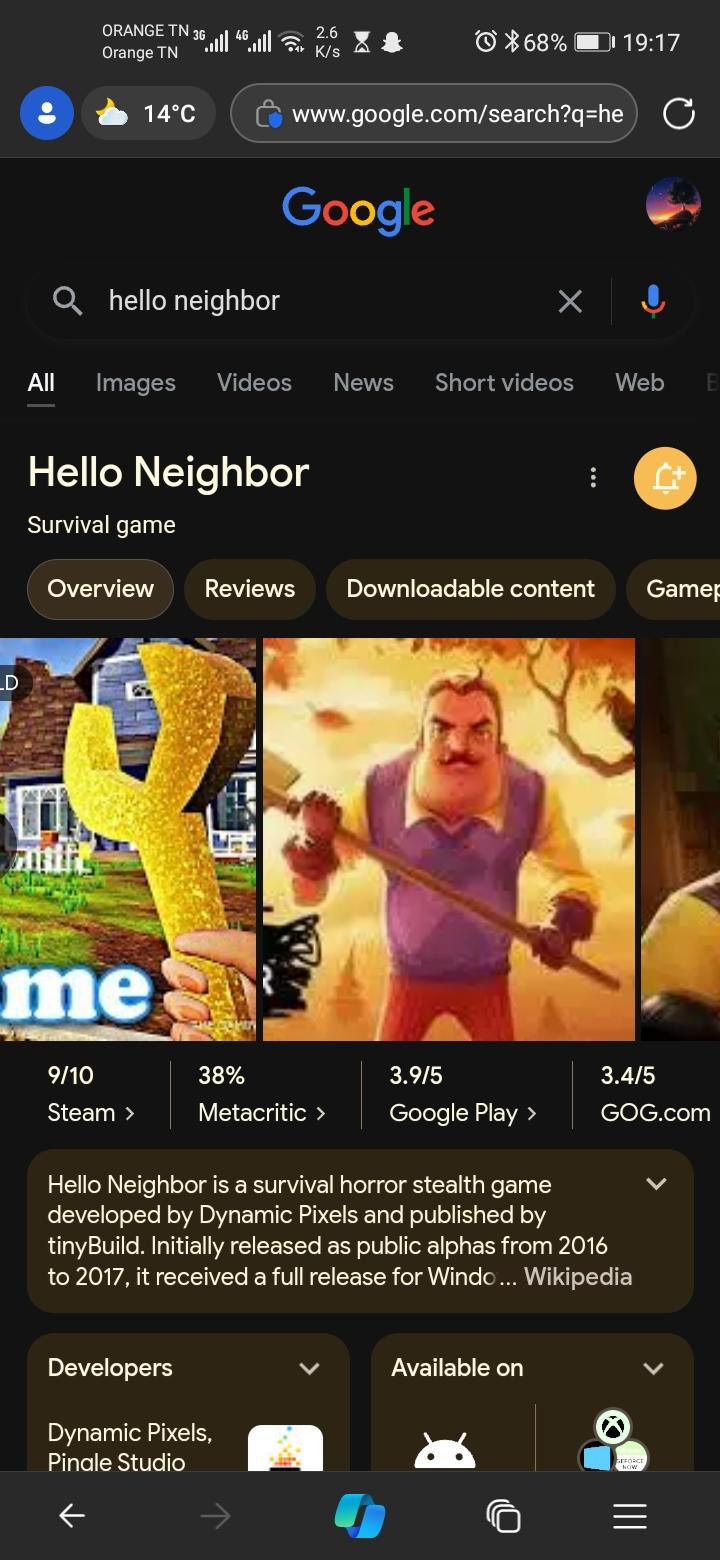 ORANGE TN 3G 4G 2.6 68% 19:17
Orange TN K/s
14°C www.google.com/search?q=he
Google
hello neighbor
All Images Videos News Short videos Web
Hello Neighbor
Survival game
Overview Reviews Downloadable content Gamep
LD
me
9/10 38% 3.9/5 3.4/5
Steam Metacritic Google Play GOG.com
Hello Neighbor is a survival horror stealth game
developed by Dynamic Pixels and published by
tinyBuild. Initially released as public alphas from 2016
to 2017, it received a full release for Windo... Wikipedia
Developers Available on
Dynamic Pixels,
Pingle Studio
GEFORCE
NOW